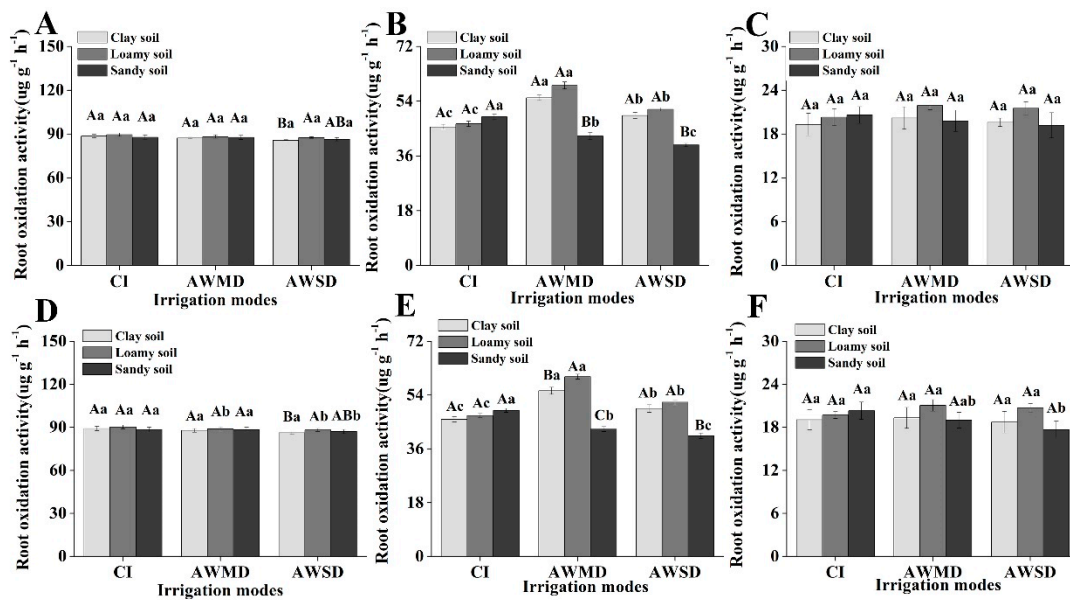 A
Root oxidation activity(ug g⁻¹ h⁻¹)
150
120
90
60
30
0
Clay soil
Loamy soil
Sandy soil
Aa Aa Aa
Aa Aa Aa
Ba Aa ABa
CI AWMD AWSD
Irrigation modes
B
Root oxidation activity(ug g⁻¹ h⁻¹)
72
54
36
18
0
Clay soil
Loamy soil
Sandy soil
Ac Ac Aa
Aa Aa Bb
Ab Ab Bc
CI AWMD AWSD
Irrigation modes
C
Root oxidation activity(ug g⁻¹ h⁻¹)
30
24
18
12
6
0
Clay soil
Loamy soil
Sandy soil
Aa Aa Aa
Aa Aa Aa
Aa Aa Aa
CI AWMD AWSD
Irrigation modes
D
Root oxidation activity(ug g⁻¹ h⁻¹)
150
120
90
60
30
0
Clay soil
Loamy soil
Sandy soil
Aa Aa Aa
Aa Ab Aa
Ba Ab ABb
CI AWMD AWSD
Irrigation modes
E
Root oxidation activity(ug g⁻¹ h⁻¹)
72
54
36
18
0
Clay soil
Loamy soil
Sandy soil
Ac Ac Aa
Ba Aa Cb
Ab Ab Bc
CI AWMD AWSD
Irrigation modes
F
Root oxidation activity(ug g⁻¹ h⁻¹)
30
24
18
12
6
0
Clay soil
Loamy soil
Sandy soil
Aa Aa Aa
Aa Aa Aab
Aa Aa Ab
CI AWMD AWSD
Irrigation modes